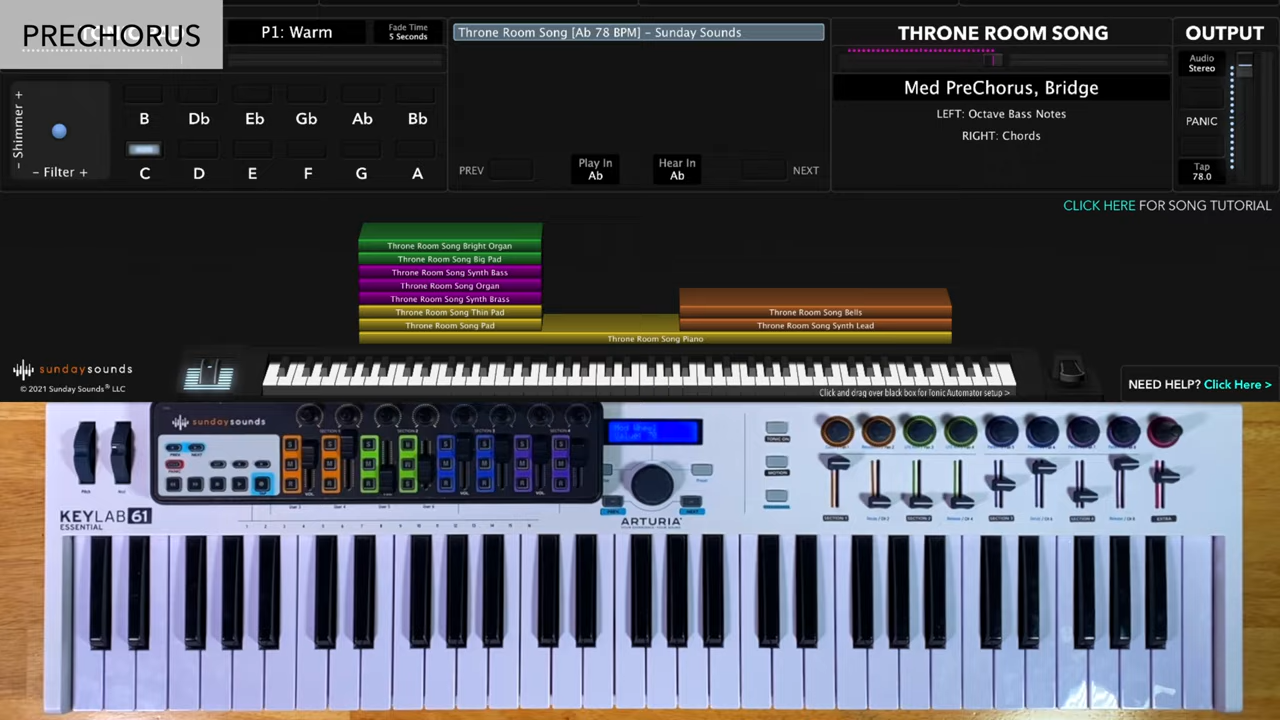 PRECHORUS
P1: Warm
Fade Time
5 Seconds
Throne Room Song [Ab 78 BPM] – Sunday Sounds
THRONE ROOM SONG
OUTPUT
Audio
Stereo
Med PreChorus, Bridge
LEFT: Octave Bass Notes
RIGHT: Chords
- Shimmer +
- Filter +
B Db Eb Gb Ab Bb
C D E F G A
PREV
Play In
Ab
Hear In
Ab
NEXT
PANIC
Tap
78.0
CLICK HERE FOR SONG TUTORIAL
Throne Room Song Bright Organ
Throne Room Song Big Pad
Throne Room Song Synth Bass
Throne Room Song Organ
Throne Room Song Synth Brass
Throne Room Song Thin Pad
Throne Room Song Pad
Throne Room Song Bells
Throne Room Song Synth Lead
Throne Room Song Piano
sundaysounds
© 2021 Sunday Sounds® LLC
Click and drag over black box for Tonic Automator setup >
NEED HELP? Click Here >
sundaysounds
KEYLAB 61
ESSENTIAL
ARTURIA